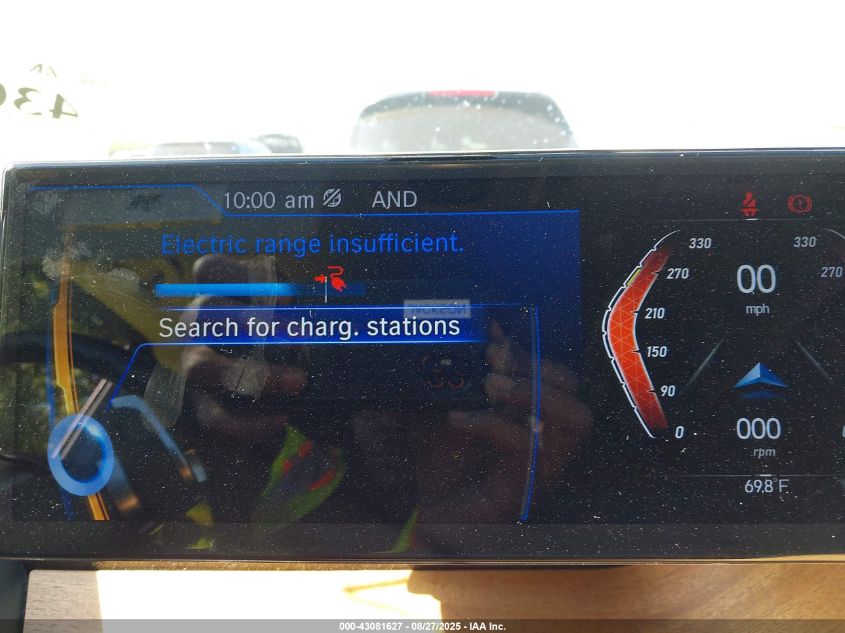 10:00 am AND
Electric range insufficient.
Search for charg. stations
330
270
210
150
90
0
00
mph
000
rpm
69.8 F
330
270
0
000-43081627 - 08/27/2025 - IAA Inc.